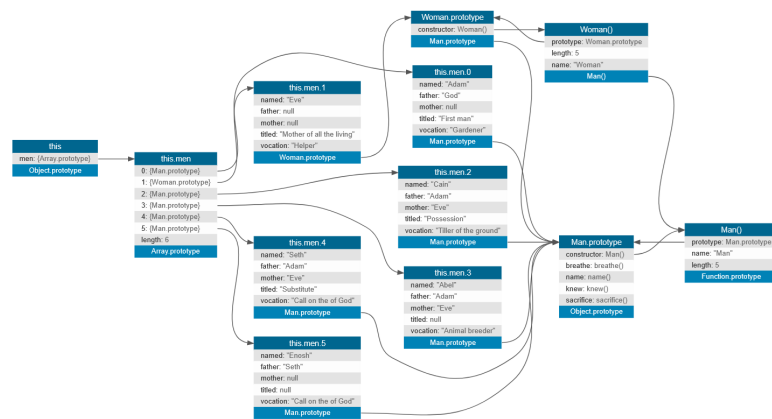 this
men: {Array.prototype}
Object.prototype
this.men
0: {Man.prototype}
1: {Woman.prototype}
2: {Man.prototype}
3: {Man.prototype}
4: {Man.prototype}
5: {Man.prototype}
length: 6
Array.prototype
this.men.1
named: "Eve"
father: null
mother: null
titled: "Mother of all the living"
vocation: "Helper"
Woman.prototype
this.men.4
named: "Seth"
father: "Adam"
mother: "Eve"
titled: "Substitute"
vocation: "Call on the of God"
Man.prototype
this.men.5
named: "Enosh"
father: "Seth"
mother: null
titled: null
vocation: "Call on the of God"
Man.prototype
this.men.0
named: "Adam"
father: "God"
mother: null
titled: "First man"
vocation: "Gardener"
Man.prototype
this.men.2
named: "Cain"
father: "Adam"
mother: "Eve"
titled: "Possession"
vocation: "Tiller of the ground"
Man.prototype
this.men.3
named: "Abel"
father: "Adam"
mother: "Eve"
titled: null
vocation: "Animal breeder"
Man.prototype
Woman.prototype
constructor: Woman()
Man.prototype
Woman()
prototype: Woman.prototype
length: 5
name: "Woman"
Man()
Man.prototype
constructor: Man()
breathe: breathe()
name: name()
knew: knew()
sacrifice: sacrifice()
Object.prototype
Man()
prototype: Man.prototype
name: "Man"
length: 5
Function.prototype